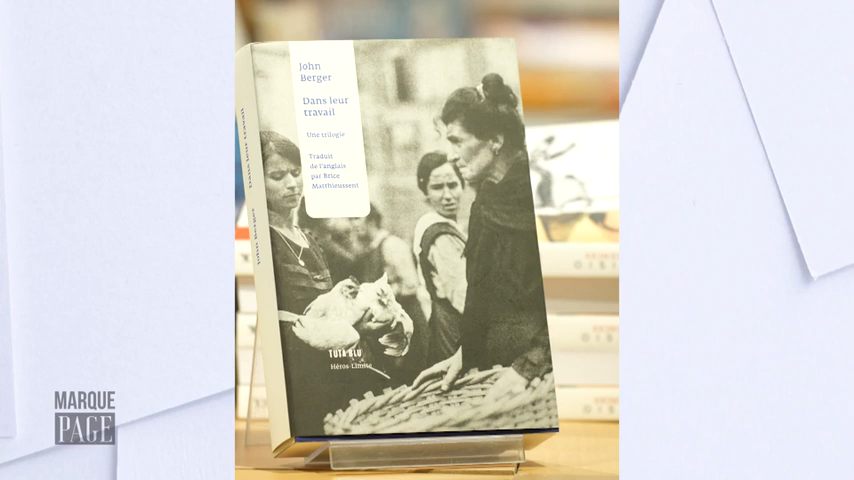 John
Berger
Dans leur
travail
Une trilogie
Traduit
de l'anglais
par Brice
Matthieussent
Dans leur travail
John Berger
TUTA BLU
Héros-Limite
MARQUE
PAGE